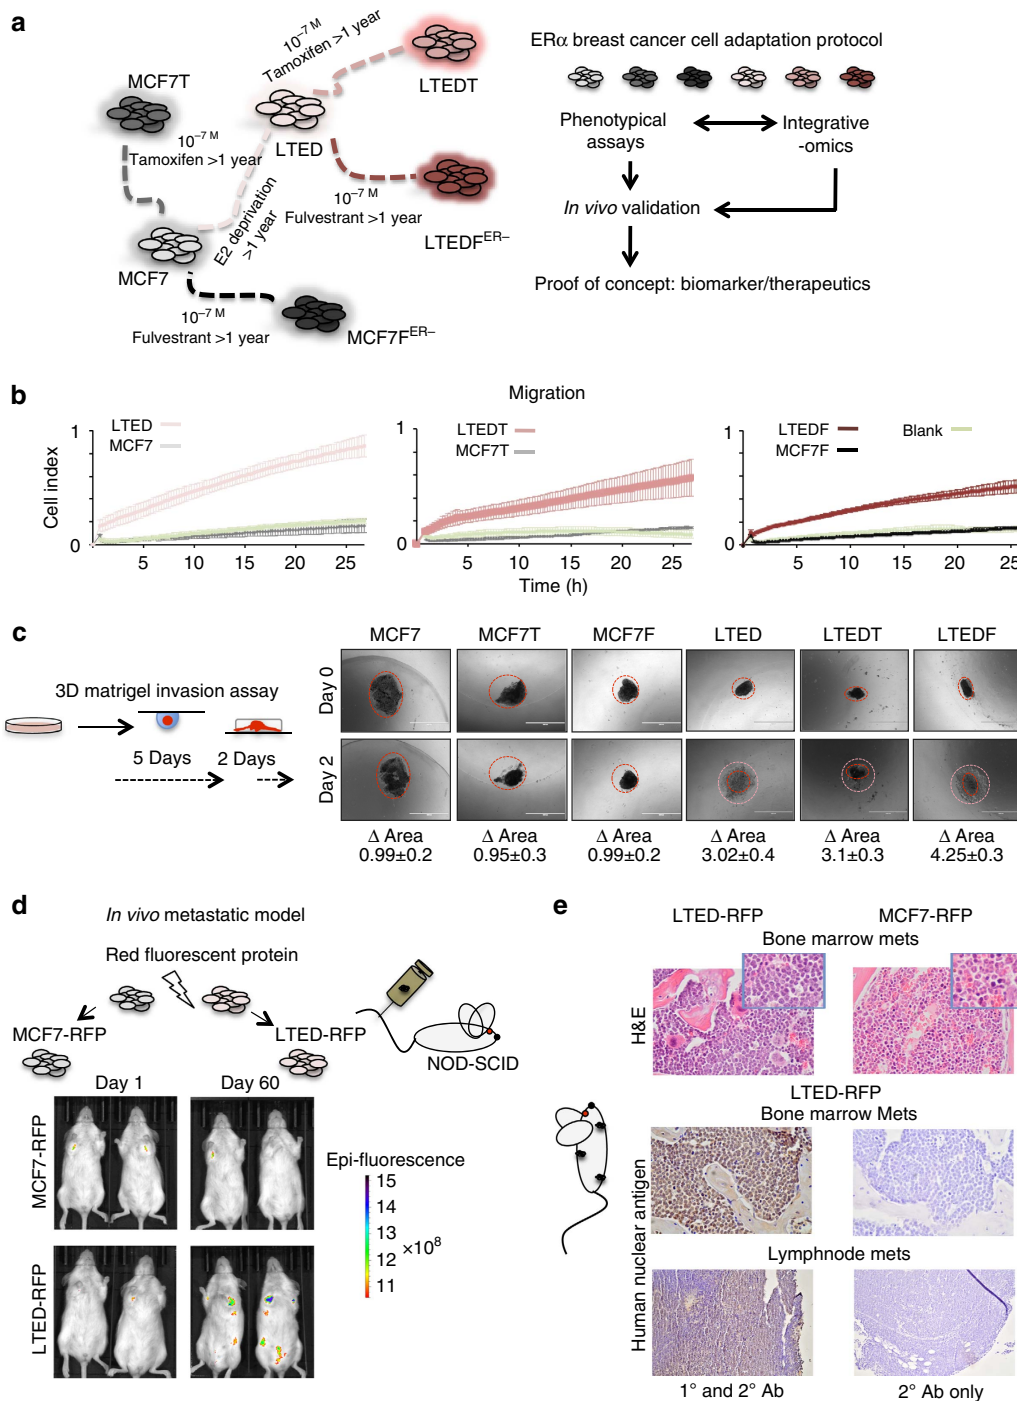 a
MCF7T
10⁻⁷ M
Tamoxifen >1 year
10⁻⁷ M
Tamoxifen >1 year
LTEDT
LTED
E2 deprivation
>1 year
10⁻⁷ M
Fulvestrant >1 year
LTEDF^ER–
MCF7
10⁻⁷ M
Fulvestrant >1 year
MCF7F^ER–
ERα breast cancer cell adaptation protocol
Phenotypical
assays
Integrative
-omics
In vivo validation
Proof of concept: biomarker/therapeutics
b
Migration
Cell index
1
LTED
MCF7
0
5 10 15 20 25
1
LTEDT
MCF7T
0
5 10 15 20 25
1
LTEDF
MCF7F
Blank
0
5 10 15 20 25
Time (h)
c
3D matrigel invasion assay
5 Days
2 Days
MCF7 MCF7T MCF7F LTED LTEDT LTEDF
Day 0
Day 2
Δ Area Δ Area Δ Area Δ Area Δ Area Δ Area
0.99±0.2 0.95±0.3 0.99±0.2 3.02±0.4 3.1±0.3 4.25±0.3
d
In vivo metastatic model
Red fluorescent protein
MCF7-RFP
LTED-RFP
NOD-SCID
Day 1 Day 60
MCF7-RFP
LTED-RFP
Epi-fluorescence
15
14
13
12
11
×10⁸
e
LTED-RFP MCF7-RFP
Bone marrow mets
H&E
LTED-RFP
Bone marrow Mets
Human nuclear antigen
Lymphnode mets
1° and 2° Ab 2° Ab only